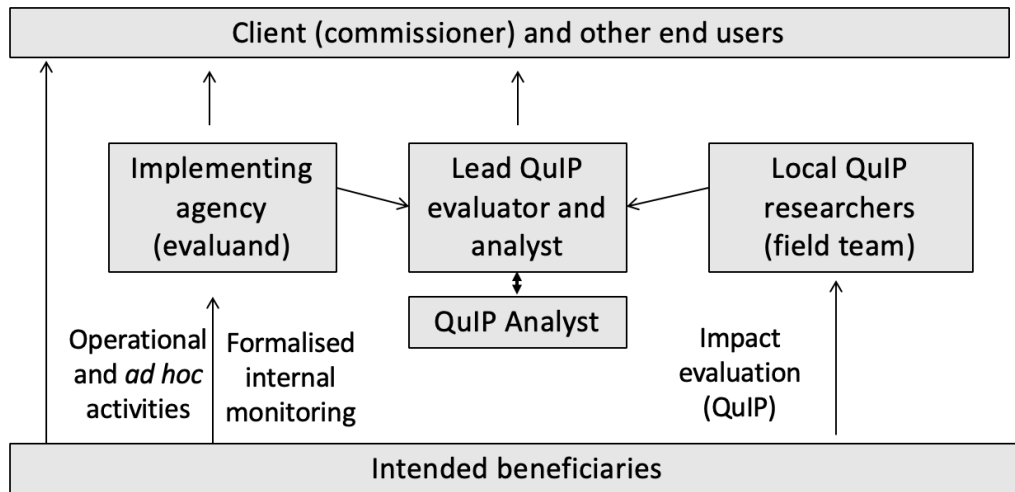 Client (commissioner) and other end users
Implementing
agency
(evaluand)
Lead QuIP
evaluator and
analyst
Local QuIP
researchers
(field team)
QuIP Analyst
Operational
and ad hoc
activities
Formalised
internal
monitoring
Impact
evaluation
(QuIP)
Intended beneficiaries